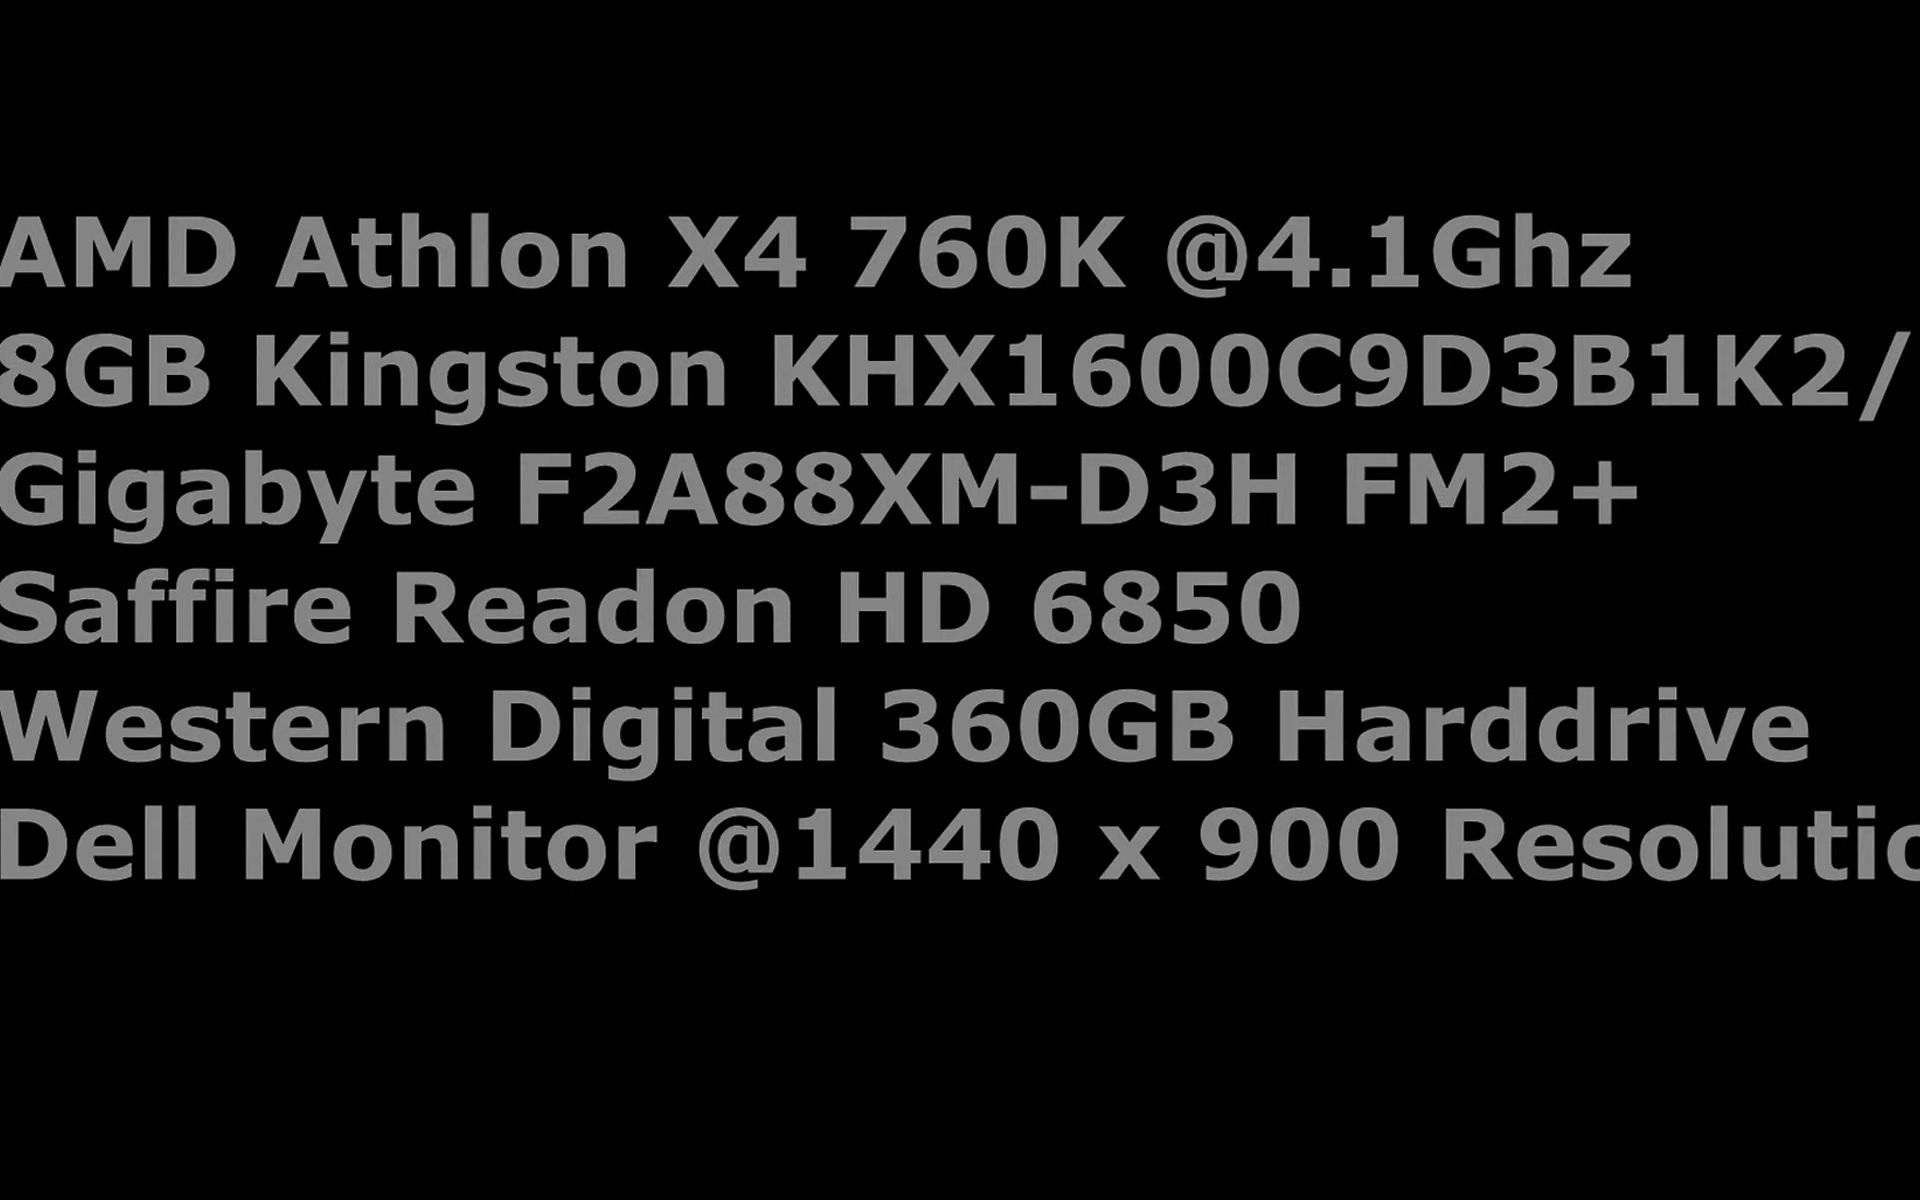 AMD Athlon X4 760K @4.1Ghz
8GB Kingston KHX1600C9D3B1K2/
Gigabyte F2A88XM-D3H FM2+
Saffire Readon HD 6850
Western Digital 360GB Harddrive
Dell Monitor @1440 x 900 Resolutio